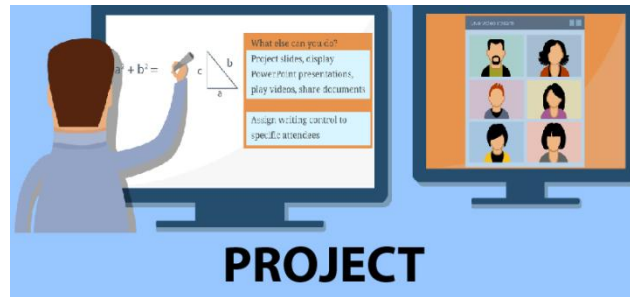 a² + b² =
c
b
a
What else can you do?
Project slides, display
PowerPoint presentations,
play videos, share documents
Assign writing control to
specific attendees
PROJECT